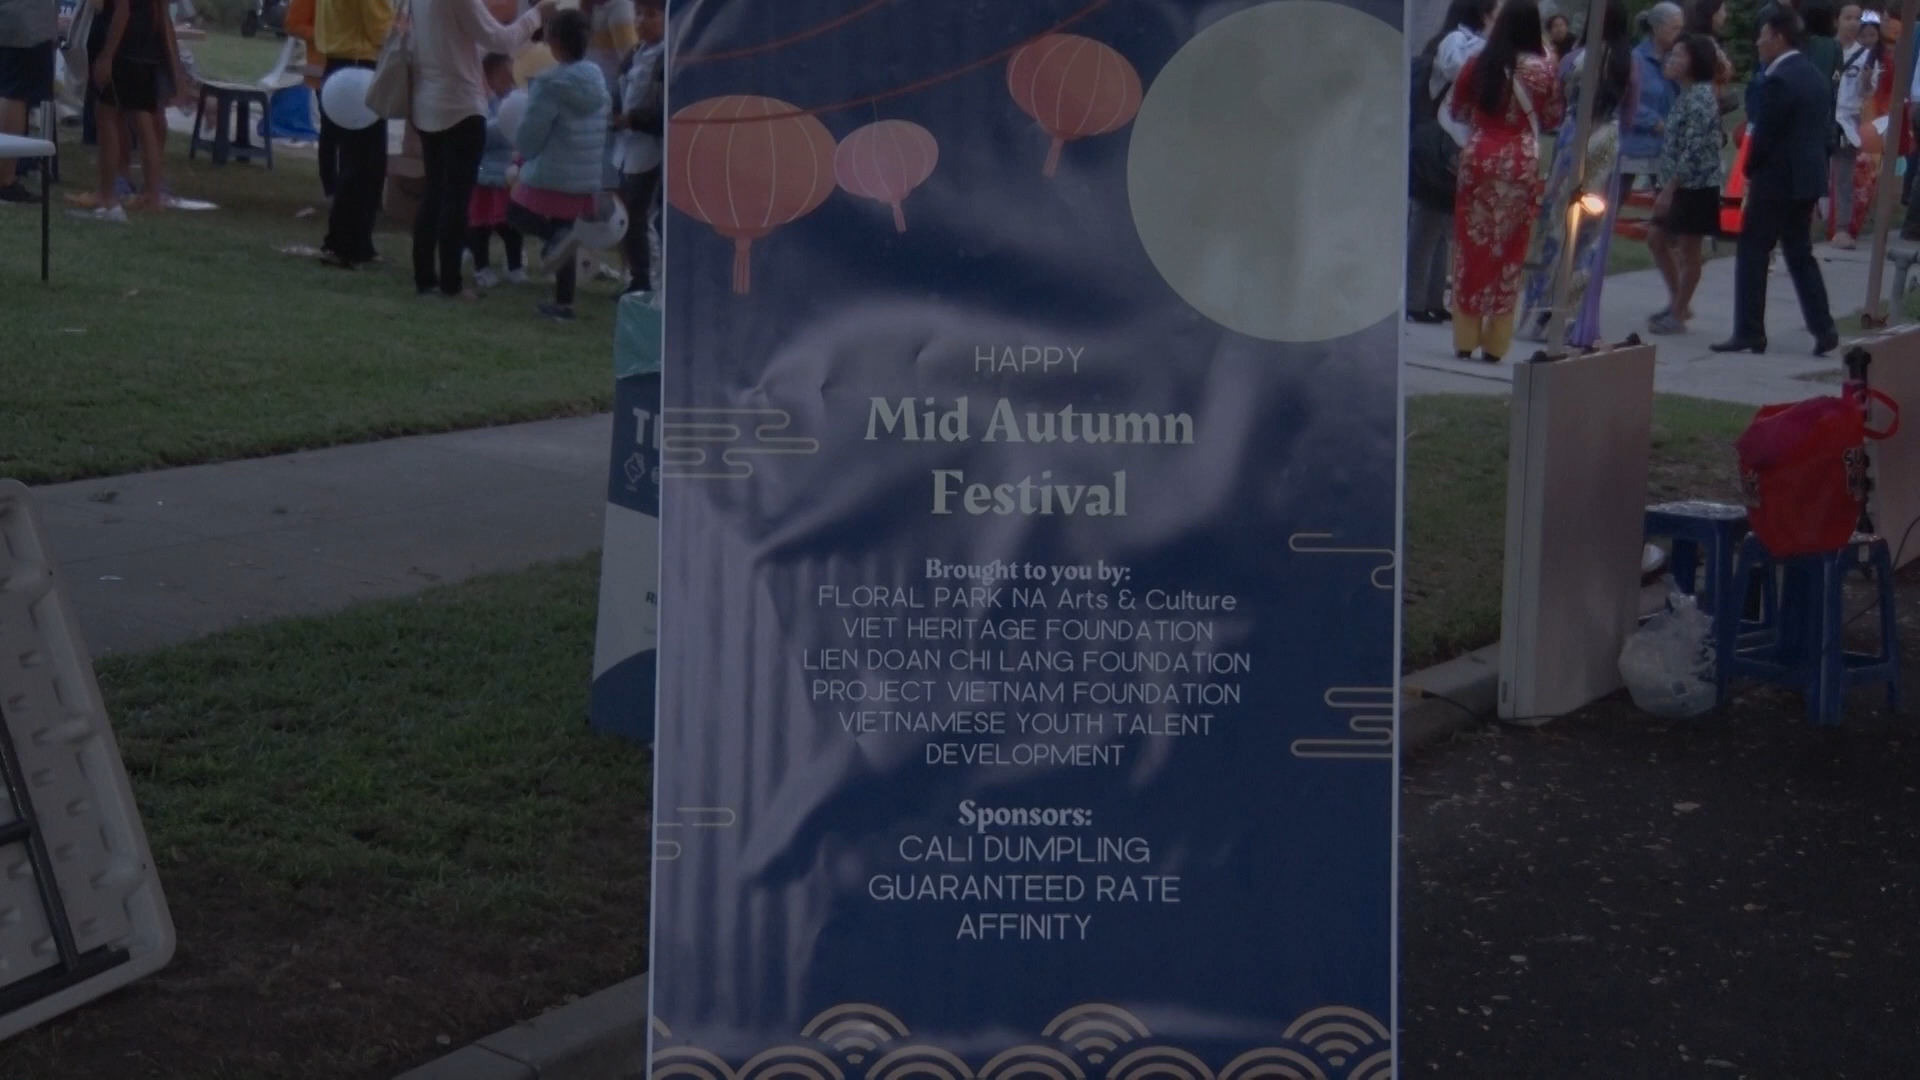 HAPPY
Mid Autumn
Festival
Brought to you by:
FLORAL PARK NA Arts & Culture
VIET HERITAGE FOUNDATION
LIEN DOAN CHI LANG FOUNDATION
PROJECT VIETNAM FOUNDATION
VIETNAMESE YOUTH TALENT
DEVELOPMENT
Sponsors:
CALI DUMPLING
GUARANTEED RATE
AFFINITY